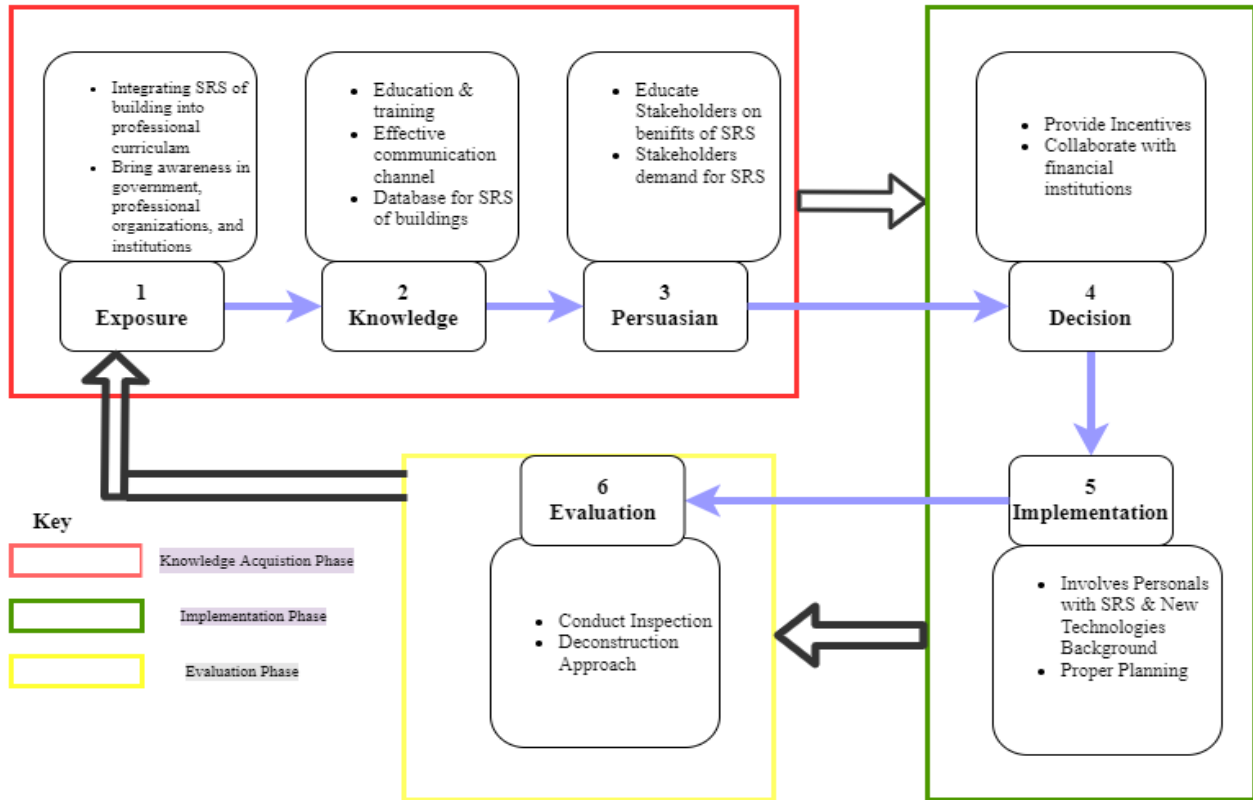 • Integrating SRS of
building into
professional
curriculam
• Bring awareness in
government,
professional
organizations, and
institutions
1
Exposure
• Education &
training
• Effective
communication
channel
• Database for SRS
of buildings
2
Knowledge
• Educate
Stakeholders on
benifits of SRS
• Stakeholders
demand for SRS
3
Persuasian
• Provide Incentives
• Collaborate with
financial
institutions
4
Decision
5
Implementation
• Involves Personals
with SRS & New
Technologies
Background
• Proper Planning
6
Evaluation
• Conduct Inspection
• Deconstruction
Approach
Key
Knowledge Acquistion Phase
Implementation Phase
Evaluation Phase